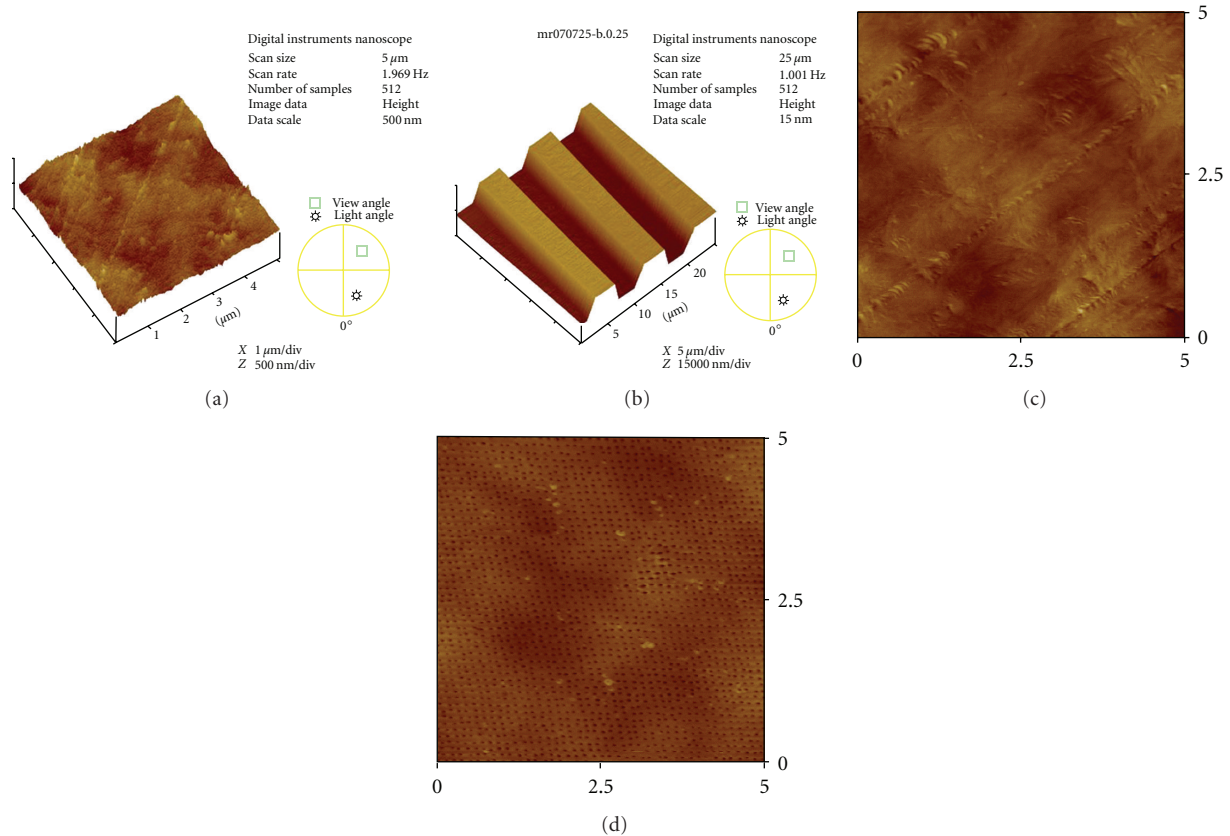 Digital instruments nanoscope
Scan size 5 µm
Scan rate 1.969 Hz
Number of samples 512
Image data Height
Data scale 500 nm
View angle
Light angle
0°
1
2
3
4
(µm)
X 1 µm/div
Z 500 nm/div
(a)
mr070725-b.0.25
Digital instruments nanoscope
Scan size 25 µm
Scan rate 1.001 Hz
Number of samples 512
Image data Height
Data scale 15 nm
View angle
Light angle
0°
5
10
15
20
(µm)
X 5 µm/div
Z 15000 nm/div
(b)
5
2.5
0
0 2.5 5
(c)
5
2.5
0
0 2.5 5
(d)